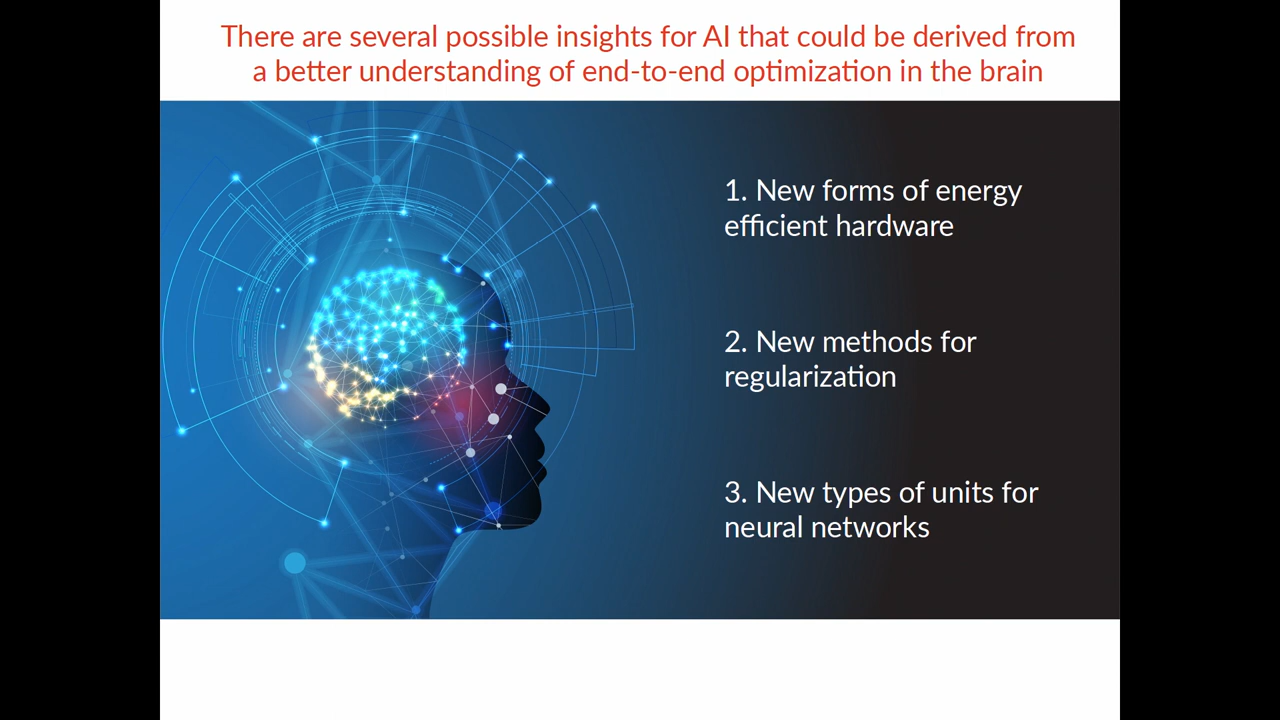 There are several possible insights for AI that could be derived from
a better understanding of end-to-end optimization in the brain
1. New forms of energy
efficient hardware
2. New methods for
regularization
3. New types of units for
neural networks